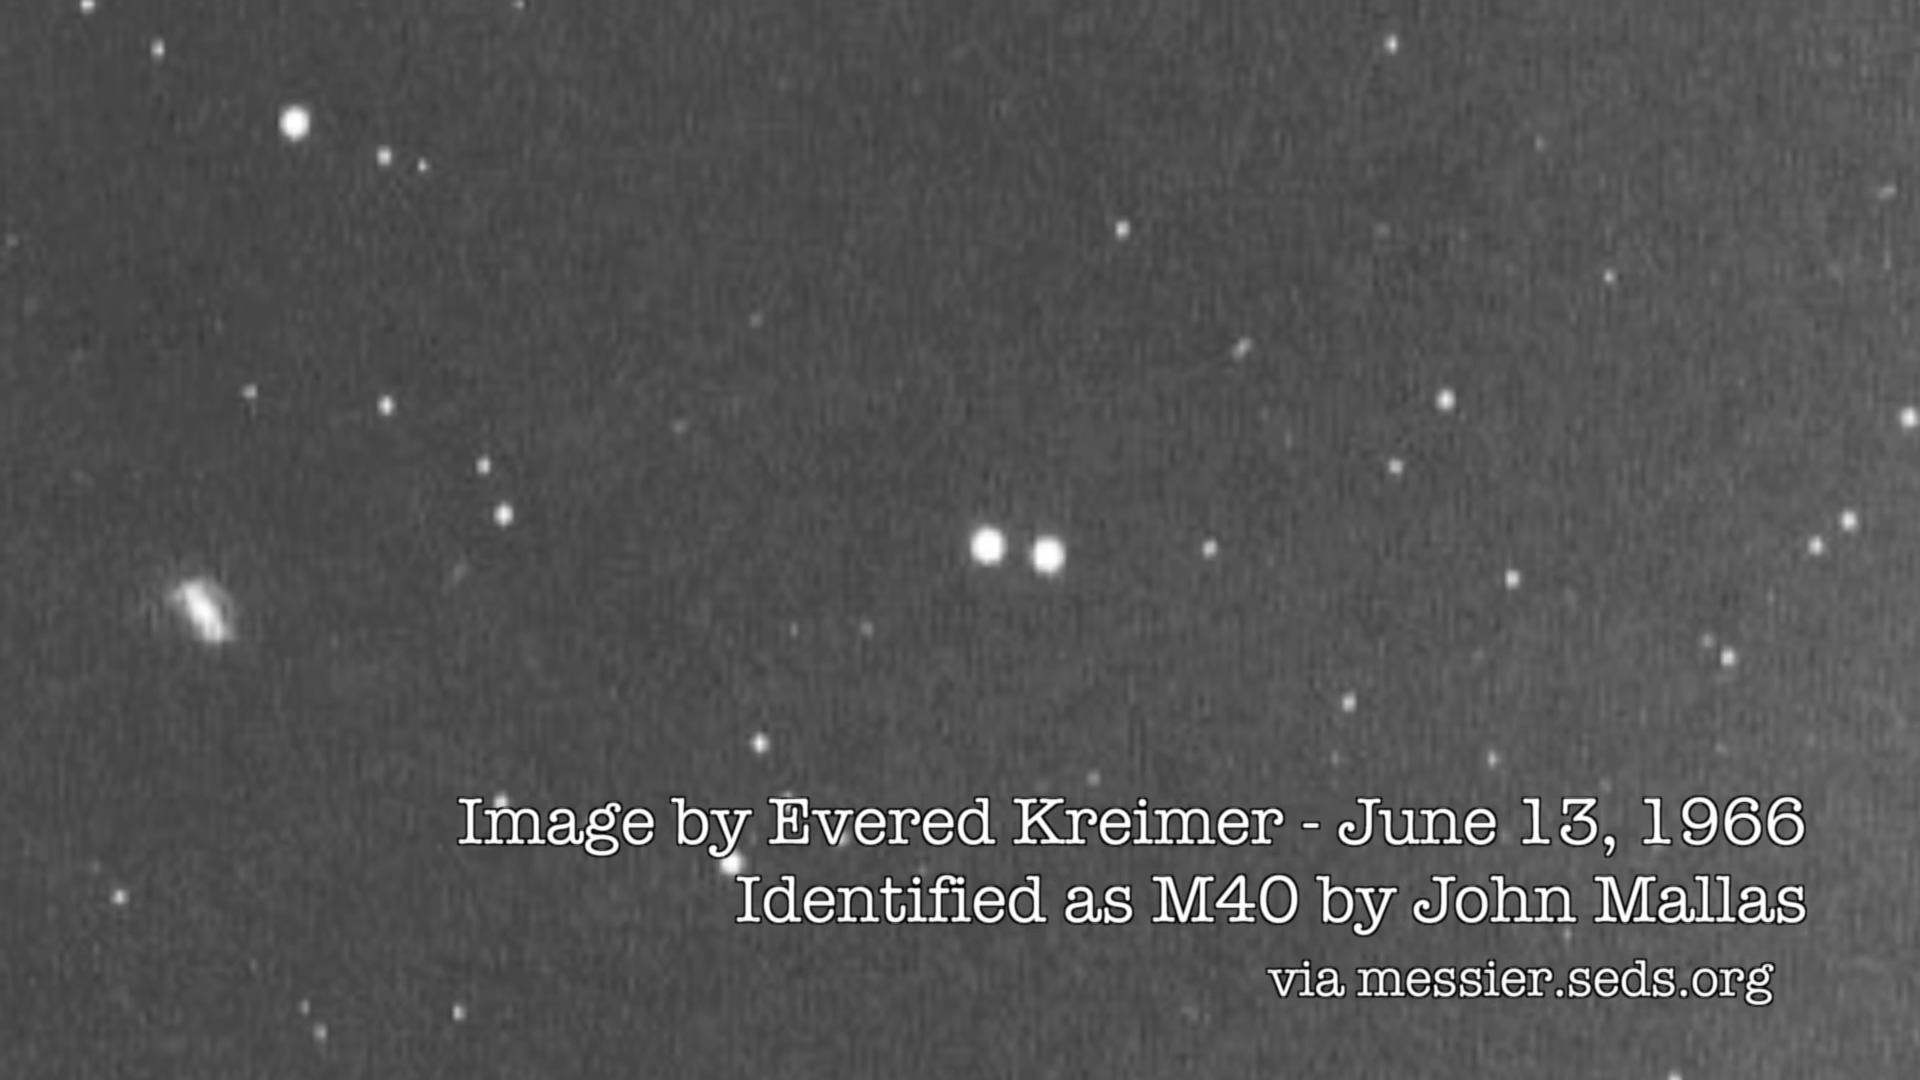 Image by Evered Kreimer - June 13, 1966
Identified as M40 by John Mallas
via messier.seds.org